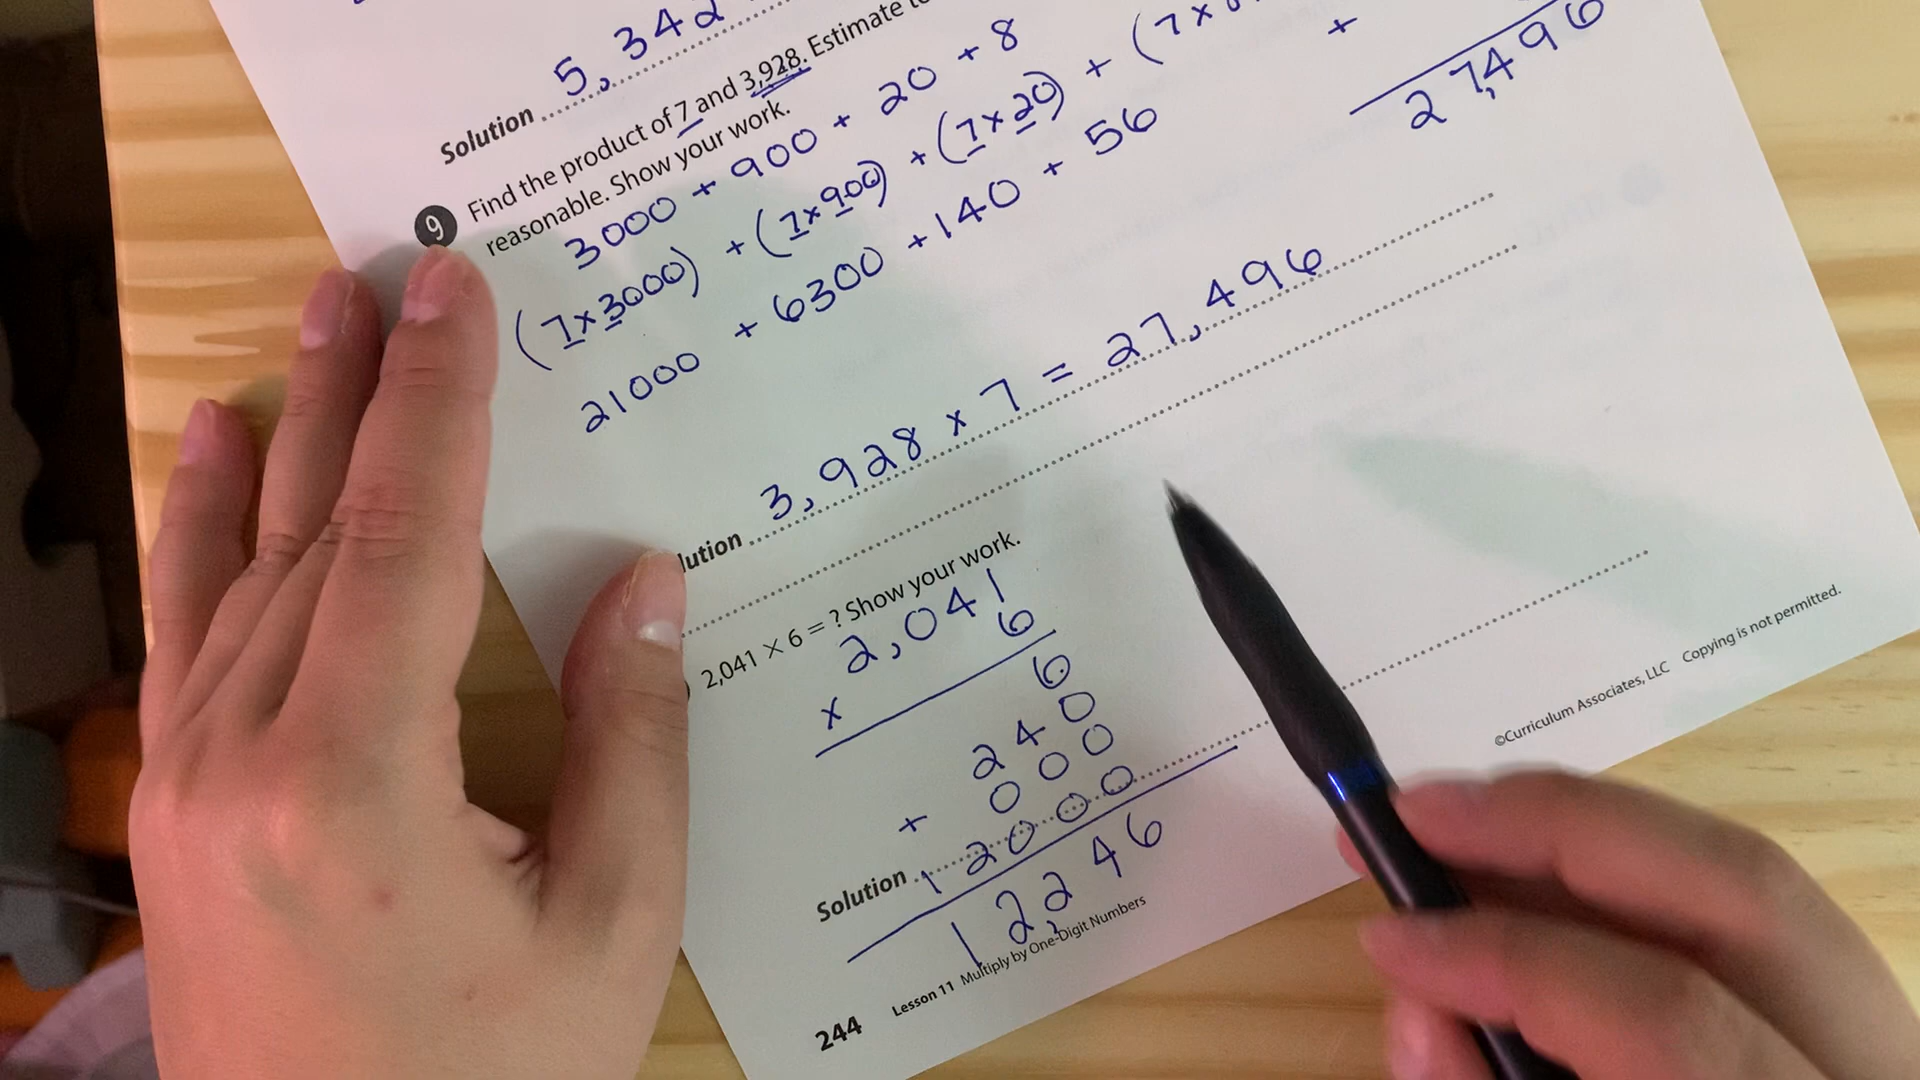 5,342
Solution
9 Find the product of 7 and 3,928. Estimate
reasonable. Show your work.
3000 + 900 + 20 + 8
(7×3000) + (7×900) + (7×20) + (7×
21000 + 6300 + 140 + 56
+
27,496
lution 3,928 × 7 = 27,496
2,041 × 6 = ? Show your work.
2,041
× 6
6
240
000
+ 12000
Solution
12,246
©Curriculum Associates, LLC Copying is not permitted.
244 Lesson 11 Multiply by One-Digit Numbers